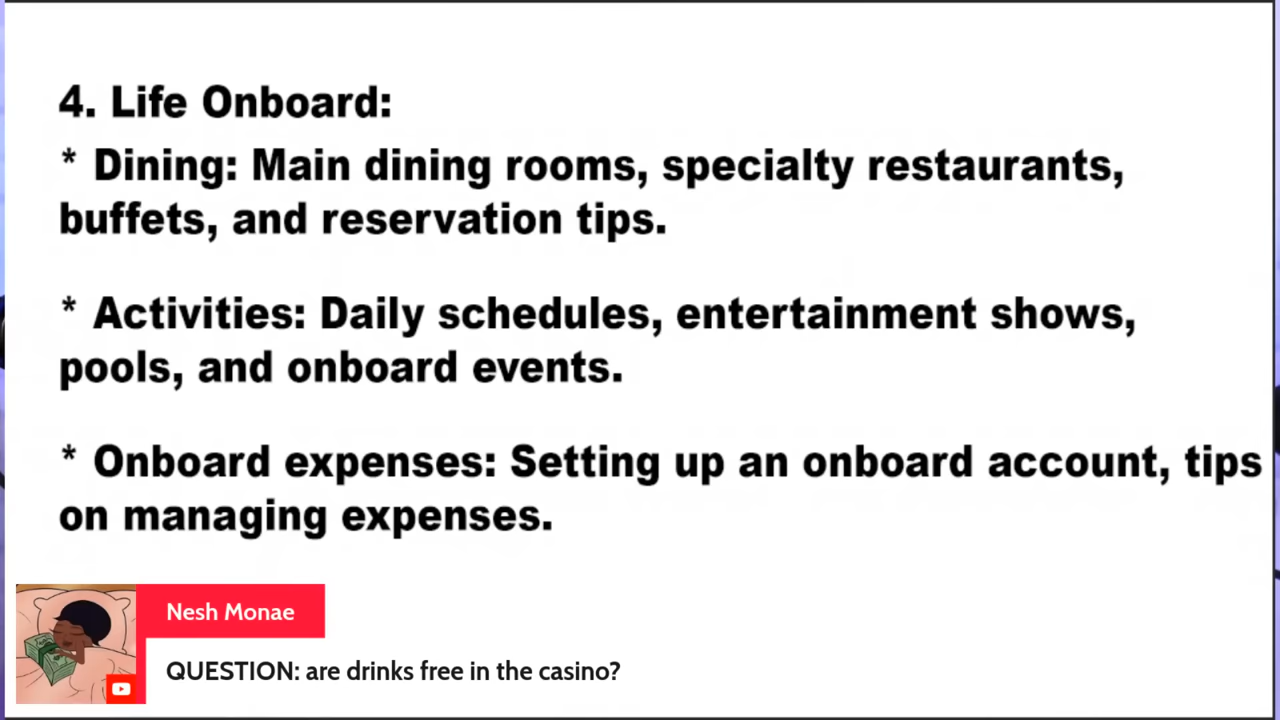 4. Life Onboard:
* Dining: Main dining rooms, specialty restaurants,
buffets, and reservation tips.
* Activities: Daily schedules, entertainment shows,
pools, and onboard events.
* Onboard expenses: Setting up an onboard account, tips
on managing expenses.
Nesh Monae
QUESTION: are drinks free in the casino?